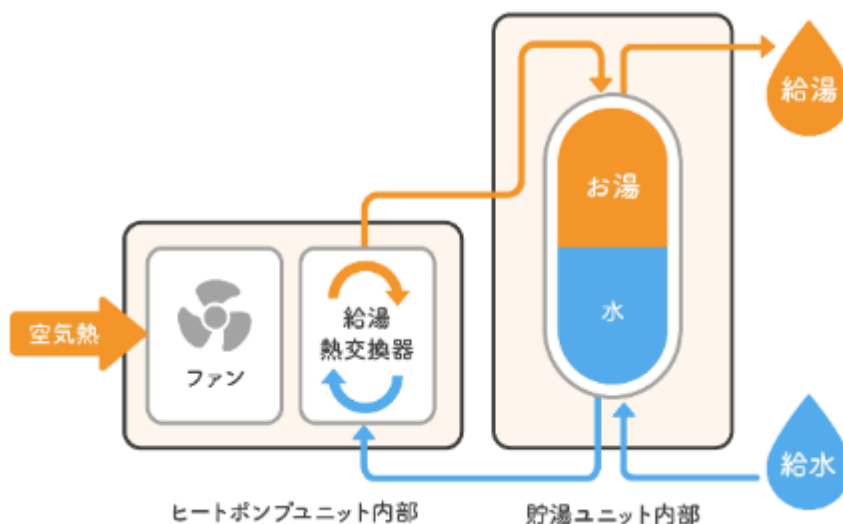 給湯
お湯
水
空気熱
ファン
給湯
熱交換器
給水
ヒートポンプユニット内部
貯湯ユニット内部